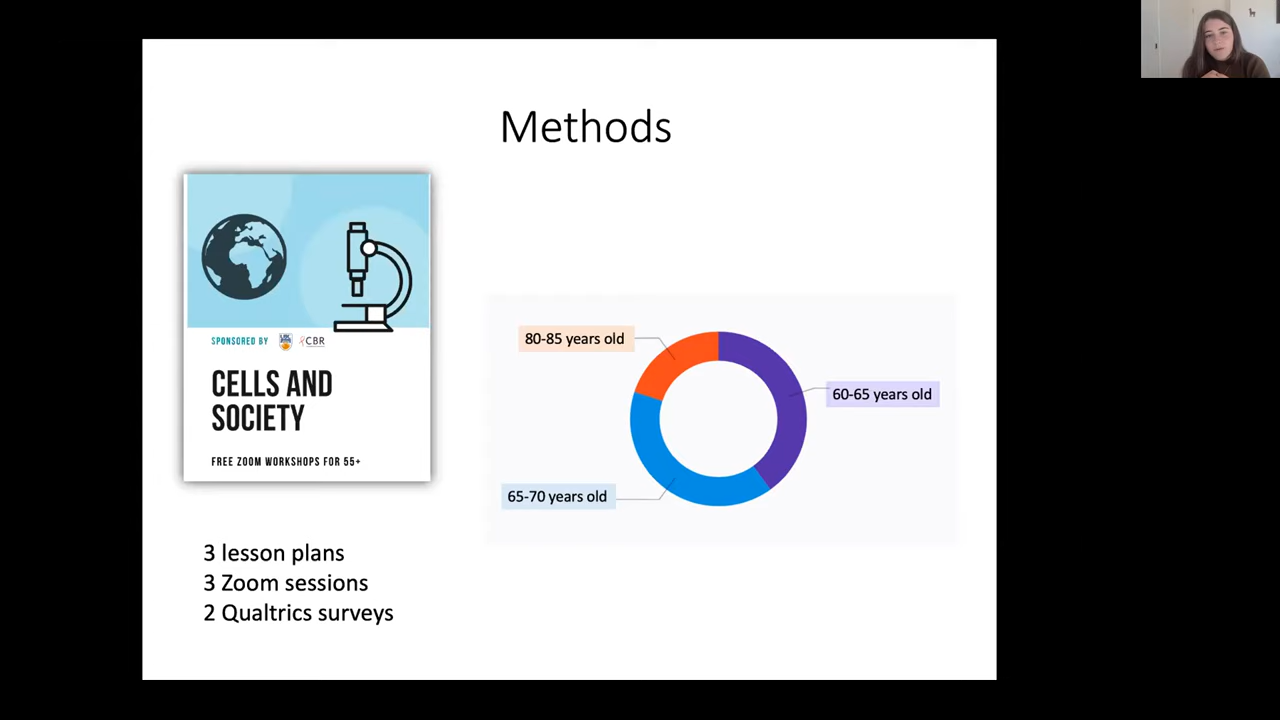 Methods
SPONSORED BY
CBR
CELLS AND
SOCIETY
FREE ZOOM WORKSHOPS FOR 55+
80-85 years old
60-65 years old
65-70 years old
3 lesson plans
3 Zoom sessions
2 Qualtrics surveys